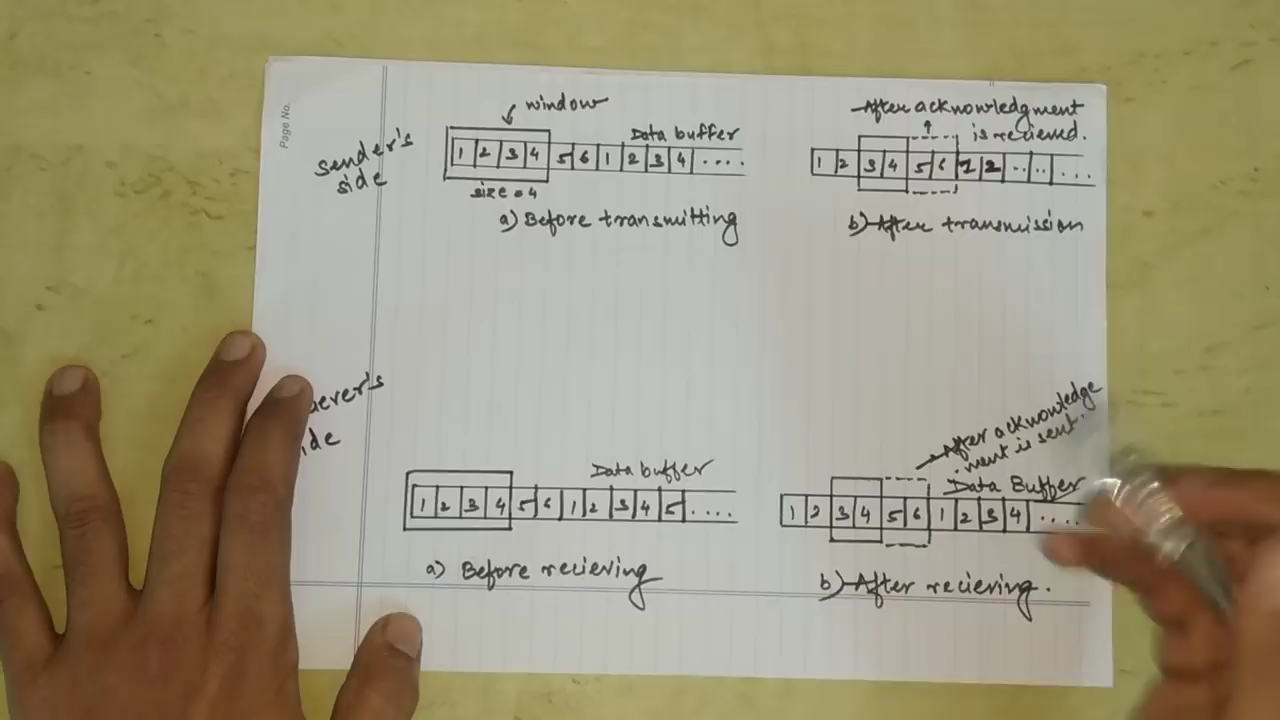 Page No.
sender's
side
window
1 2 3 4 5 6 1 2 3 4 ....
Data buffer
size = 4
a) Before transmitting
After acknowledgment
is recieved.
1 2 3 4 5 6 1 2 .. .. ...
b) After transmission
ide
Data buffer
1 2 3 4 5 6 1 2 3 4 5 ....
a) Before recieving
After acknowledge
ment is sent.
Data Buffer
1 2 3 4 5 6 1 2 3 4 ....
b) After recieving.